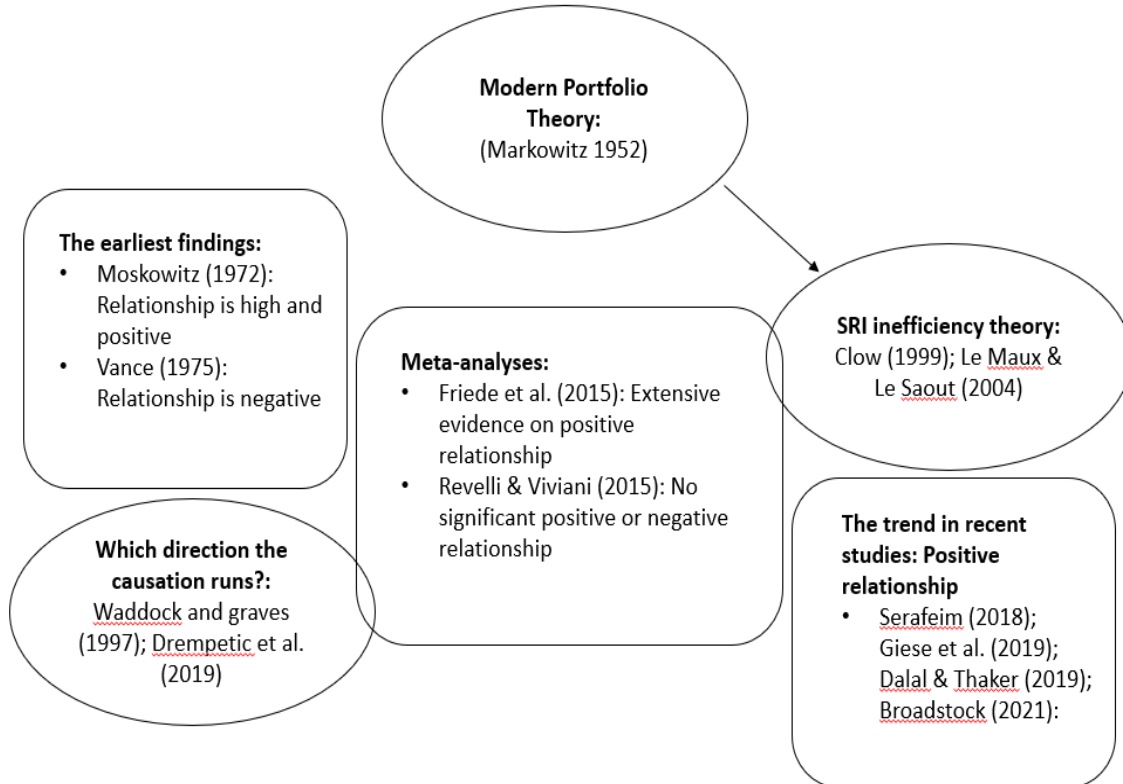 Modern Portfolio
Theory:
(Markowitz 1952)
The earliest findings:
• Moskowitz (1972):
Relationship is high and
positive
• Vance (1975):
Relationship is negative
Meta-analyses:
• Friede et al. (2015): Extensive
evidence on positive
relationship
• Revelli & Viviani (2015): No
significant positive or negative
relationship
SRI inefficiency theory:
Clow (1999); Le Maux &
Le Saout (2004)
Which direction the
causation runs?:
Waddock and graves
(1997); Drempetic et al.
(2019)
The trend in recent
studies: Positive
relationship
• Serafeim (2018);
Giese et al. (2019);
Dalal & Thaker (2019);
Broadstock (2021):